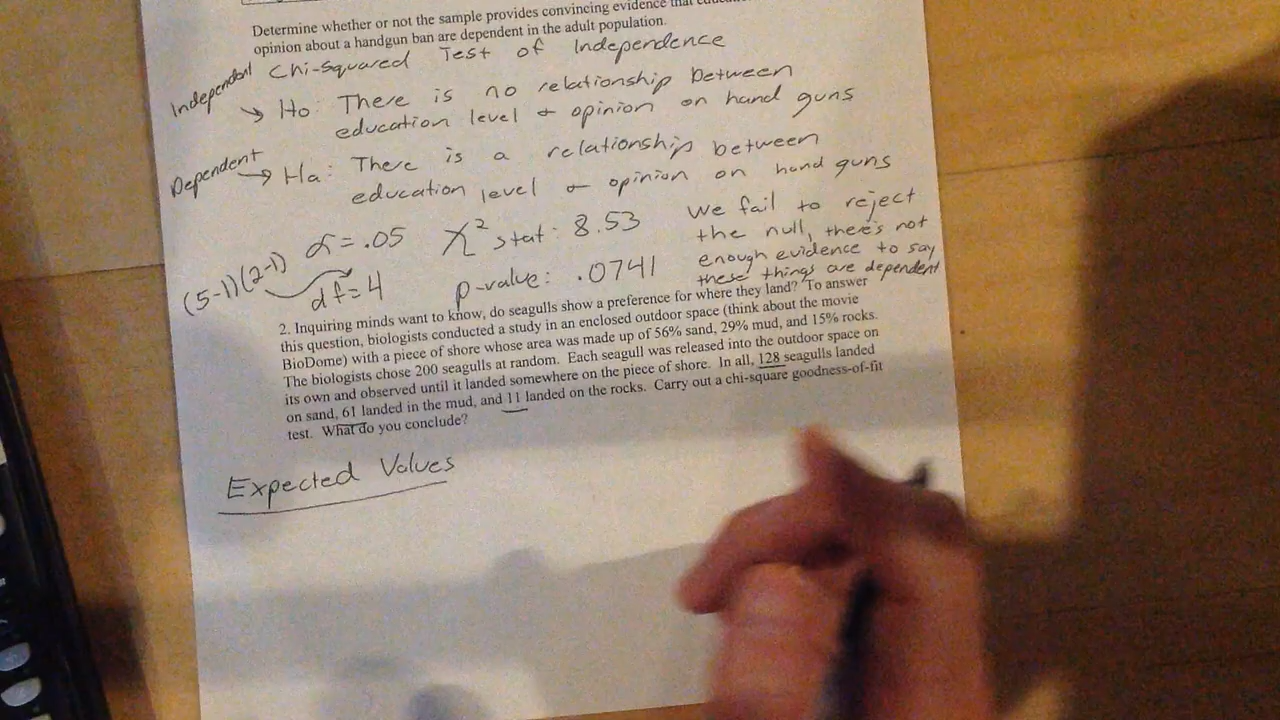 Determine whether or not the sample provides convincing evidence that
opinion about a handgun ban are dependent in the adult population.
Chi-Squared Test of Independence
Independent → Ho: There is no relationship between
education level + opinion on hand guns
Dependent → Ha: There is a relationship between
education level + opinion on hand guns
α = .05 χ² stat: 8.53
(5-1)(2-1) df=4 p-value: .0741
We fail to reject
the null, there's not
enough evidence to say
these things are dependent
2. Inquiring minds want to know, do seagulls show a preference for where they land? To answer
this question, biologists conducted a study in an enclosed outdoor space (think about the movie
BioDome) with a piece of shore whose area was made up of 56% sand, 29% mud, and 15% rocks.
The biologists chose 200 seagulls at random. Each seagull was released into the outdoor space on
its own and observed until it landed somewhere on the piece of shore. In all, 128 seagulls landed
on sand, 61 landed in the mud, and 11 landed on the rocks. Carry out a chi-square goodness-of-fit
test. What do you conclude?
Expected Values